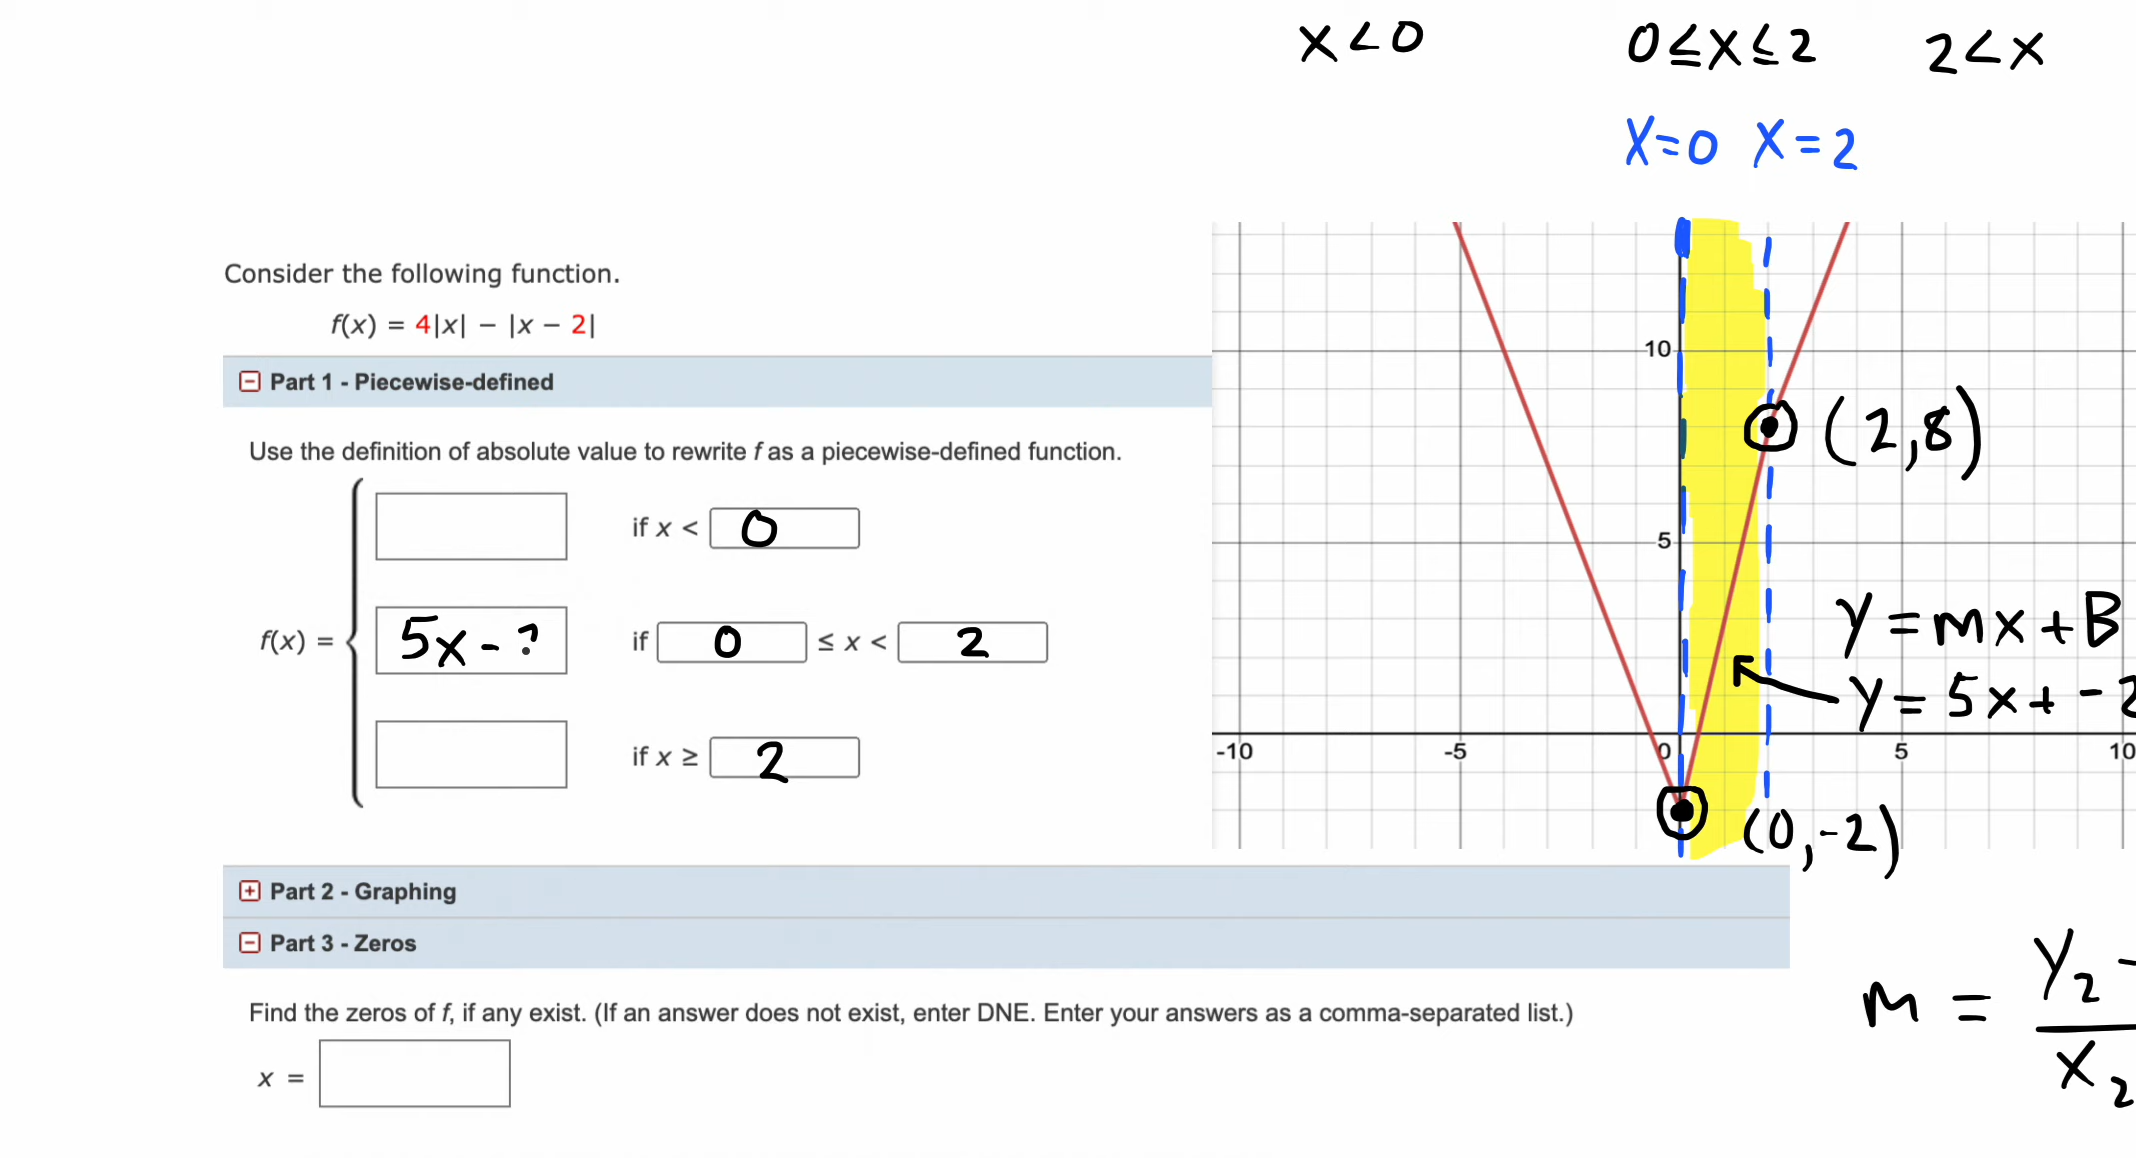 x<0 0≤x≤2 2<x
x=0 x=2
Consider the following function.
f(x) = 4|x| − |x − 2|
Part 1 - Piecewise-defined
Use the definition of absolute value to rewrite f as a piecewise-defined function.
if x < 0
f(x) = 5x-? if 0 ≤ x < 2
if x ≥ 2
10
5
-10 -5 0 5 10
(2,8)
y=mx+B
y=5x+-2
(0,-2)
Part 2 - Graphing
Part 3 - Zeros
Find the zeros of f, if any exist. (If an answer does not exist, enter DNE. Enter your answers as a comma-separated list.)
x =
m = y₂-
x₂